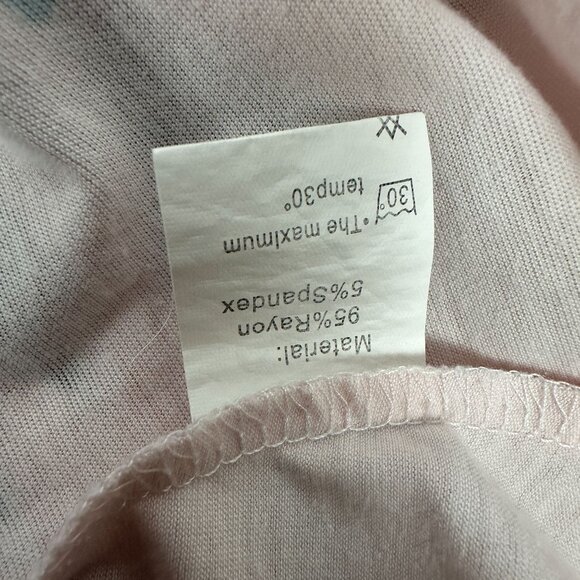 Material:
95%Rayon
5%Spandex
•The maximum
30° temp30°